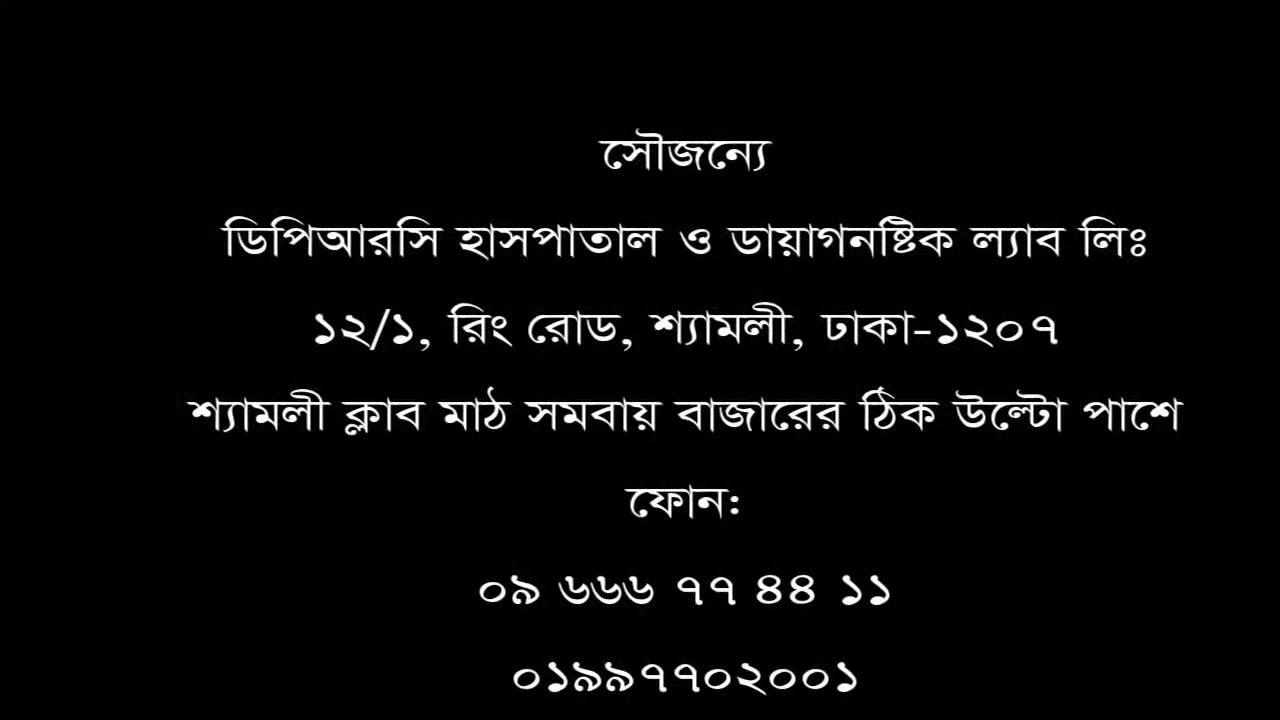 সৌজন্যে
ডিপিআরসি হাসপাতাল ও ডায়াগনষ্টিক ল্যাব লিঃ
১২/১, রিং রোড, শ্যামলী, ঢাকা-১২০৭
শ্যামলী ক্লাব মাঠ সমবায় বাজারের ঠিক উল্টো পাশে
ফোন:
০৯ ৬৬৬ ৭৭ ৪৪ ১১
০১৯৯৭৭০২০০১